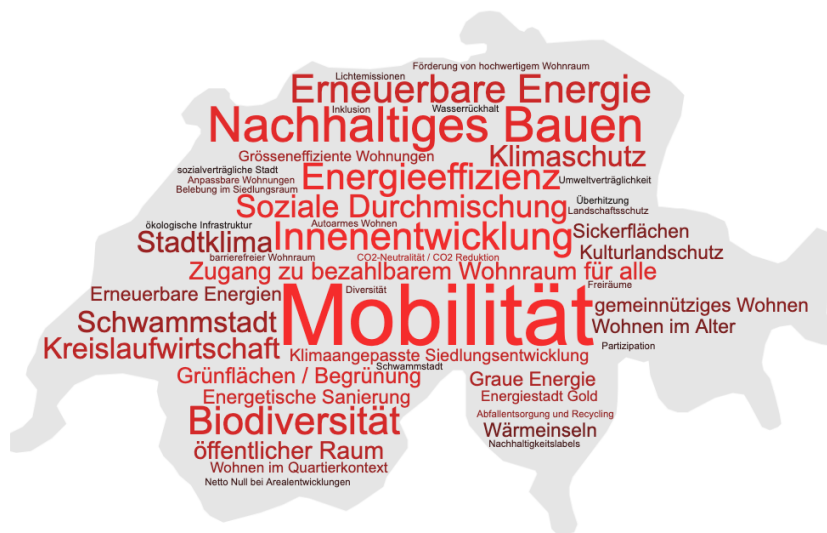 Förderung von hochwertigem Wohnraum
Lichtemissionen
Erneuerbare Energie
Inklusion
Wasserrückhalt
Nachhaltiges Bauen
Grösseneffiziente Wohnungen
Klimaschutz
sozialverträgliche Stadt
Anpassbare Wohnungen
Energieeffizienz
Umweltverträglichkeit
Belebung im Siedlungsraum
Soziale Durchmischung
Überhitzung
Landschaftsschutz
ökologische Infrastruktur
Autoarmes Wohnen
Stadtklima
Innenentwicklung
Sickerflächen
barrierefreier Wohnraum
CO2-Neutralität / CO2 Reduktion
Kulturlandschutz
Zugang zu bezahlbarem Wohnraum für alle
Freiräume
Erneuerbare Energien
Diversität
Mobilität
gemeinnütziges Wohnen
Schwammstadt
Wohnen im Alter
Kreislaufwirtschaft
Klimaangepasste Siedlungsentwicklung
Partizipation
Schwammstadt
Grünflächen / Begrünung
Graue Energie
Energetische Sanierung
Energiestadt Gold
Biodiversität
Abfallentsorgung und Recycling
Wärmeinseln
öffentlicher Raum
Nachhaltigkeitslabels
Wohnen im Quartierkontext
Netto Null bei Arealentwicklungen